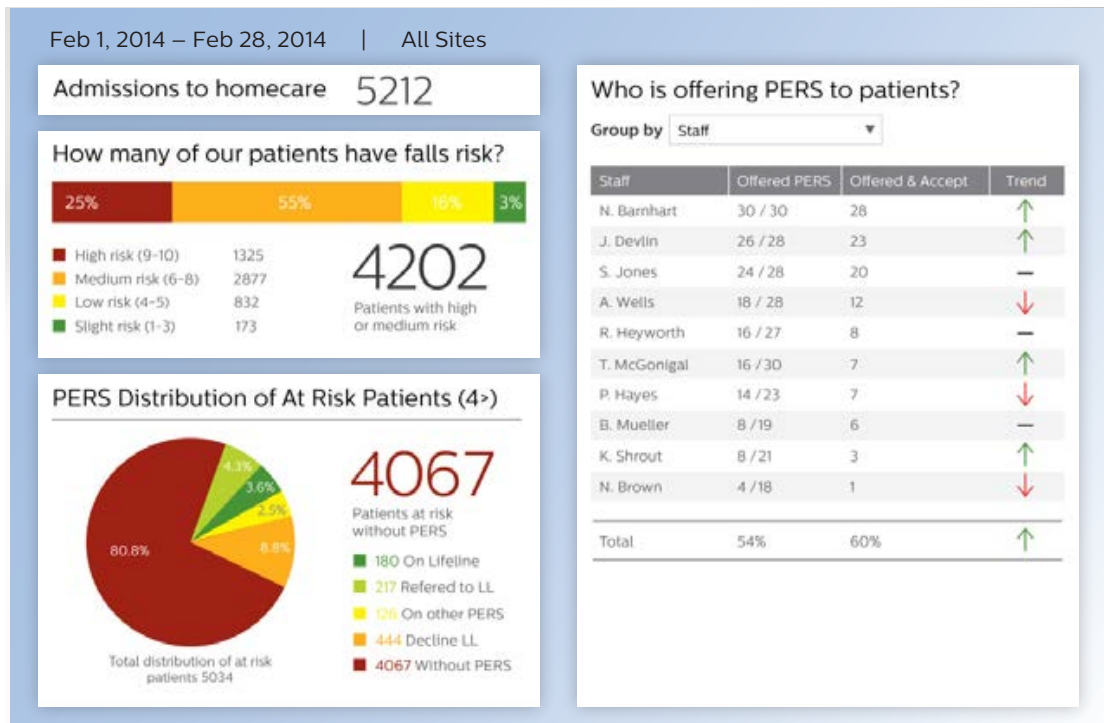 Feb 1, 2014 – Feb 28, 2014 | All Sites
Admissions to homecare 5212
How many of our patients have falls risk?
25% 55% 16% 3%
High risk (9-10) 1325
Medium risk (6-8) 2877
Low risk (4-5) 832
Slight risk (1-3) 173
4202
Patients with high
or medium risk
PERS Distribution of At Risk Patients (4>)
4.3%
3.6%
2.5%
8.8%
80.8%
Total distribution of at risk
patients 5034
4067
Patients at risk
without PERS
180 On Lifeline
217 Refered to LL
126 On other PERS
444 Decline LL
4067 Without PERS
Who is offering PERS to patients?
Group by Staff
Staff Offered PERS Offered & Accept Trend
N. Barnhart 30 / 30 28
J. Devlin 26 / 28 23
S. Jones 24 / 28 20 —
A. Wells 18 / 28 12
R. Heyworth 16 / 27 8 —
T. McGonigal 16 / 30 7
P. Hayes 14 / 23 7
B. Mueller 8 / 19 6 —
K. Shrout 8 / 21 3
N. Brown 4 / 18 1
Total 54% 60%